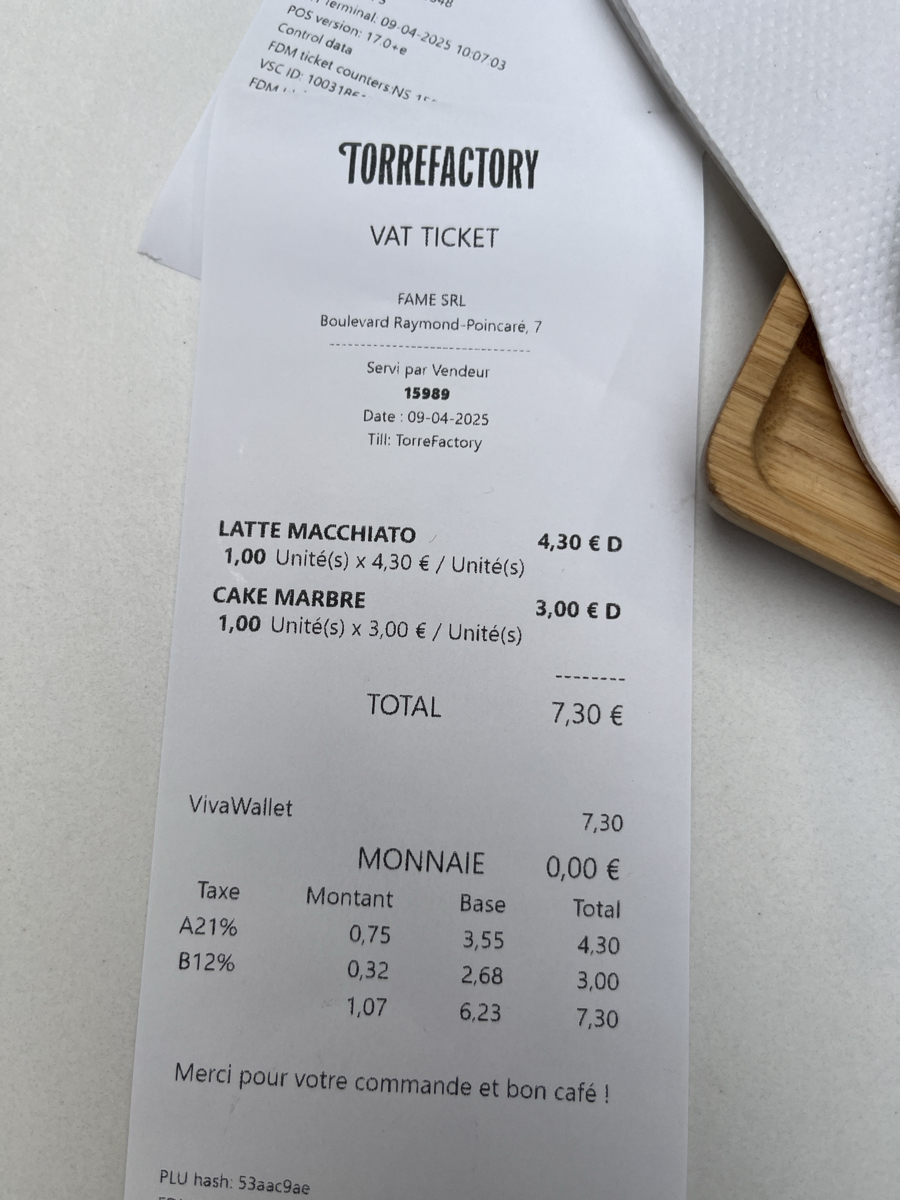 Terminal: 09-04-2025 10:07:03
POS version: 17.0+e
Control data
FDM ticket counters:NS
VSC ID:
FDM
TORREFACTORY
VAT TICKET
FAME SRL
Boulevard Raymond-Poincaré, 7
--------------------------------
Servi par Vendeur
15989
Date : 09-04-2025
Till: TorreFactory
LATTE MACCHIATO 4,30 € D
1,00 Unité(s) x 4,30 € / Unité(s)
CAKE MARBRE 3,00 € D
1,00 Unité(s) x 3,00 € / Unité(s)
--------
TOTAL 7,30 €
VivaWallet 7,30
MONNAIE 0,00 €
Taxe Montant Base Total
A21% 0,75 3,55 4,30
B12% 0,32 2,68 3,00
1,07 6,23 7,30
Merci pour votre commande et bon café !
PLU hash: 53aac9ae